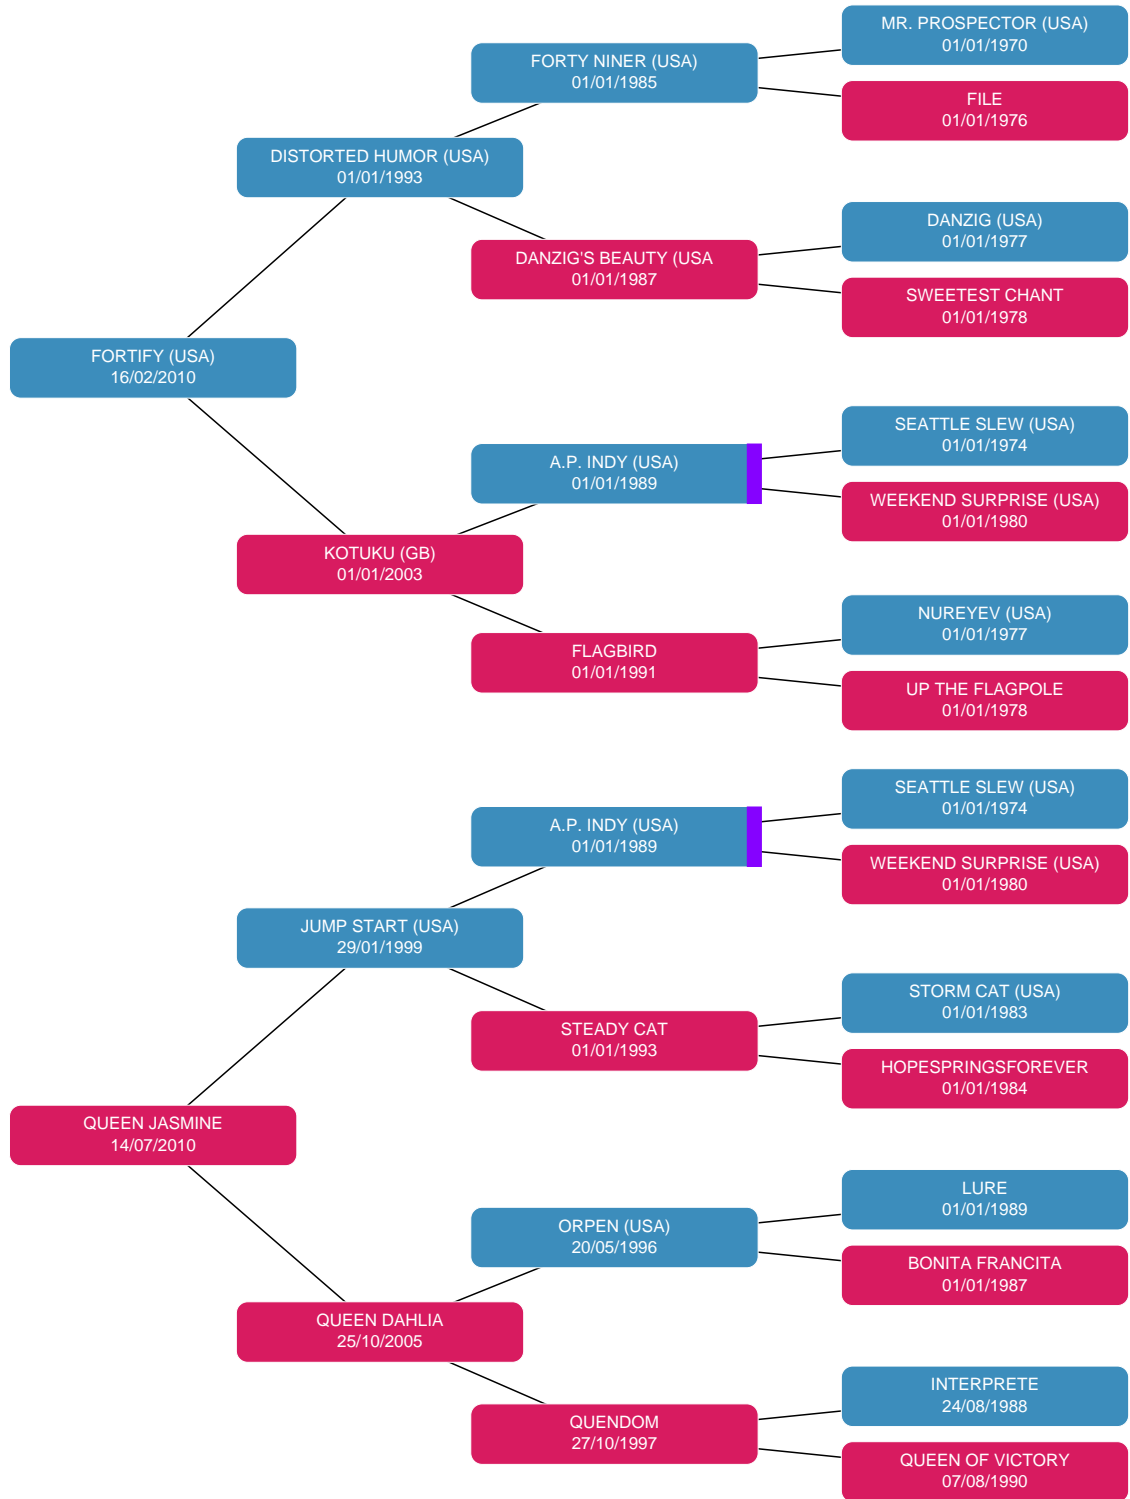 MR. PROSPECTOR (USA)
01/01/1970
FORTY NINER (USA)
01/01/1985
FILE
01/01/1976
DISTORTED HUMOR (USA)
01/01/1993
DANZIG (USA)
01/01/1977
DANZIG'S BEAUTY (USA
01/01/1987
SWEETEST CHANT
01/01/1978
FORTIFY (USA)
16/02/2010
SEATTLE SLEW (USA)
01/01/1974
A.P. INDY (USA)
01/01/1989
WEEKEND SURPRISE (USA)
01/01/1980
KOTUKU (GB)
01/01/2003
NUREYEV (USA)
01/01/1977
FLAGBIRD
01/01/1991
UP THE FLAGPOLE
01/01/1978
SEATTLE SLEW (USA)
01/01/1974
A.P. INDY (USA)
01/01/1989
WEEKEND SURPRISE (USA)
01/01/1980
JUMP START (USA)
29/01/1999
STORM CAT (USA)
01/01/1983
STEADY CAT
01/01/1993
HOPESPRINGSFOREVER
01/01/1984
QUEEN JASMINE
14/07/2010
LURE
01/01/1989
ORPEN (USA)
20/05/1996
BONITA FRANCITA
01/01/1987
QUEEN DAHLIA
25/10/2005
INTERPRETE
24/08/1988
QUENDOM
27/10/1997
QUEEN OF VICTORY
07/08/1990